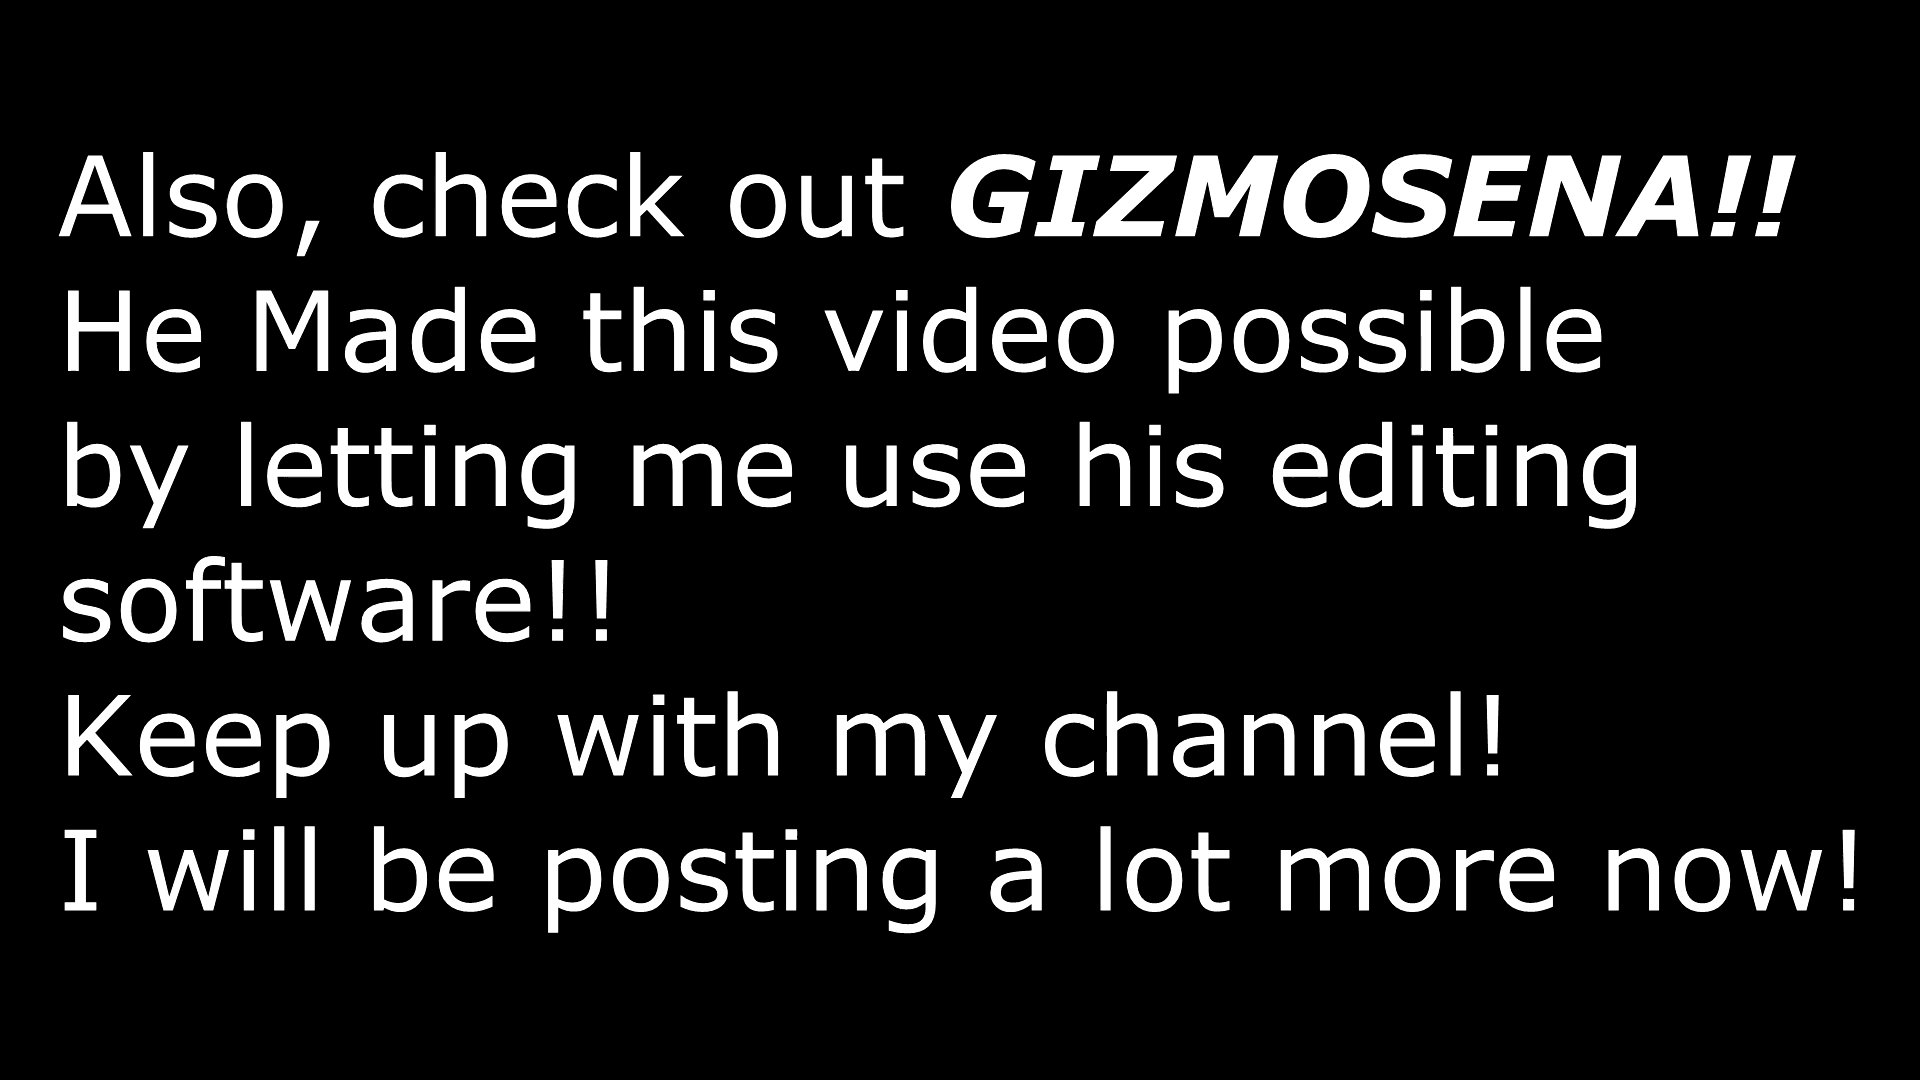 Also, check out GIZMOSENA!!
He Made this video possible
by letting me use his editing
software!!
Keep up with my channel!
I will be posting a lot more now!